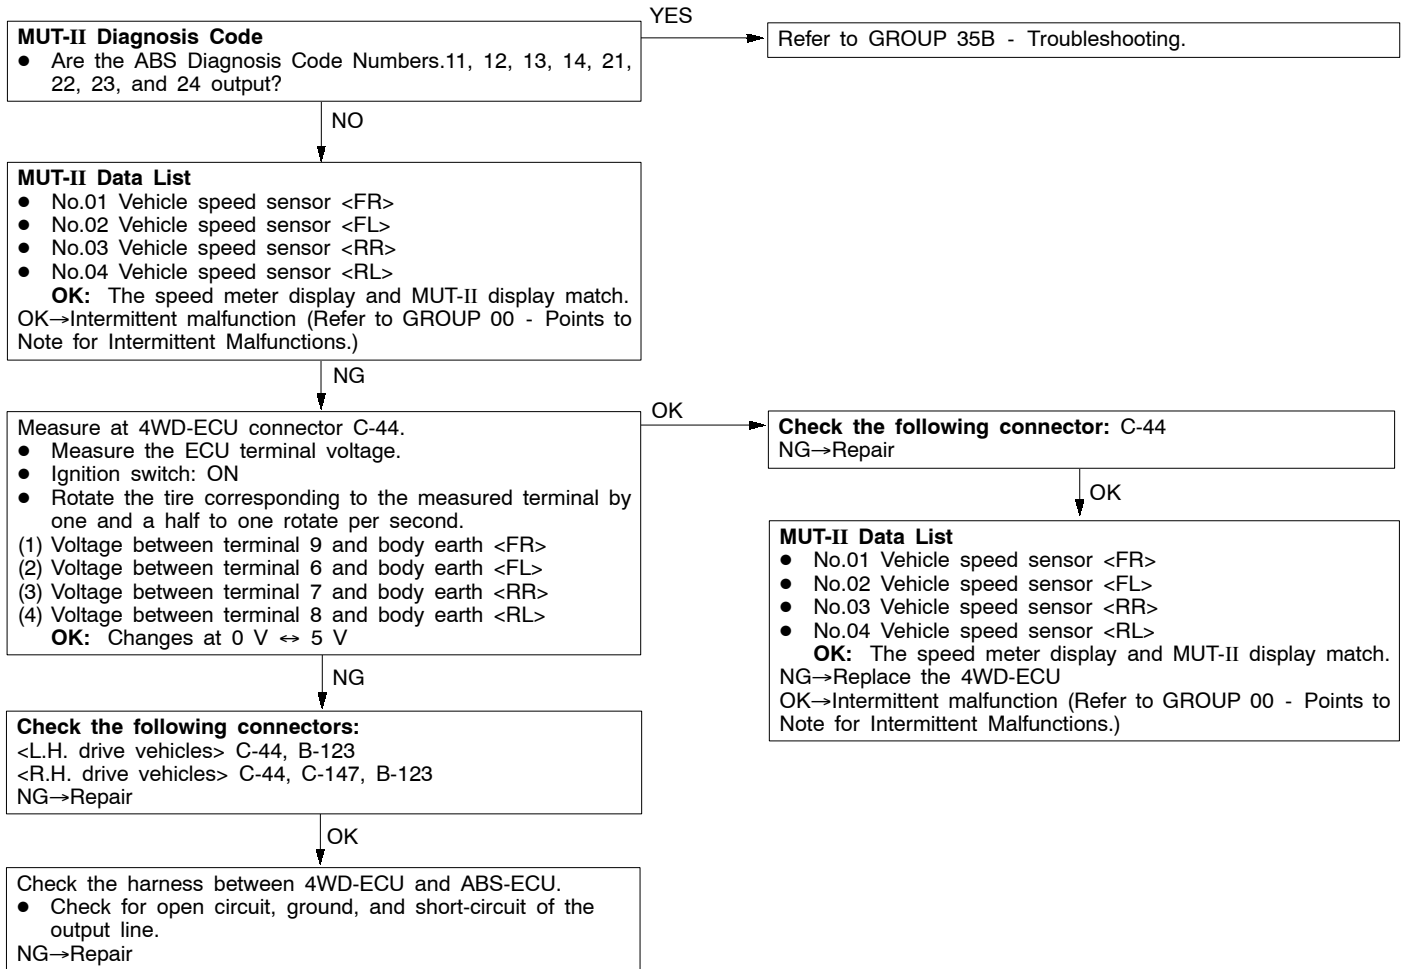 YES
MUT-II Diagnosis Code
● Are the ABS Diagnosis Code Numbers.11, 12, 13, 14, 21,
22, 23, and 24 output?
Refer to GROUP 35B - Troubleshooting.
NO
MUT-II Data List
● No.01 Vehicle speed sensor <FR>
● No.02 Vehicle speed sensor <FL>
● No.03 Vehicle speed sensor <RR>
● No.04 Vehicle speed sensor <RL>
OK: The speed meter display and MUT-II display match.
OK→Intermittent malfunction (Refer to GROUP 00 - Points to
Note for Intermittent Malfunctions.)
NG
Measure at 4WD-ECU connector C-44.
● Measure the ECU terminal voltage.
● Ignition switch: ON
● Rotate the tire corresponding to the measured terminal by
one and a half to one rotate per second.
(1) Voltage between terminal 9 and body earth <FR>
(2) Voltage between terminal 6 and body earth <FL>
(3) Voltage between terminal 7 and body earth <RR>
(4) Voltage between terminal 8 and body earth <RL>
OK: Changes at 0 V ↔ 5 V
OK
Check the following connector: C-44
NG→Repair
OK
MUT-II Data List
● No.01 Vehicle speed sensor <FR>
● No.02 Vehicle speed sensor <FL>
● No.03 Vehicle speed sensor <RR>
● No.04 Vehicle speed sensor <RL>
OK: The speed meter display and MUT-II display match.
NG→Replace the 4WD-ECU
OK→Intermittent malfunction (Refer to GROUP 00 - Points to
Note for Intermittent Malfunctions.)
NG
Check the following connectors:
<L.H. drive vehicles> C-44, B-123
<R.H. drive vehicles> C-44, C-147, B-123
NG→Repair
OK
Check the harness between 4WD-ECU and ABS-ECU.
● Check for open circuit, ground, and short-circuit of the
output line.
NG→Repair